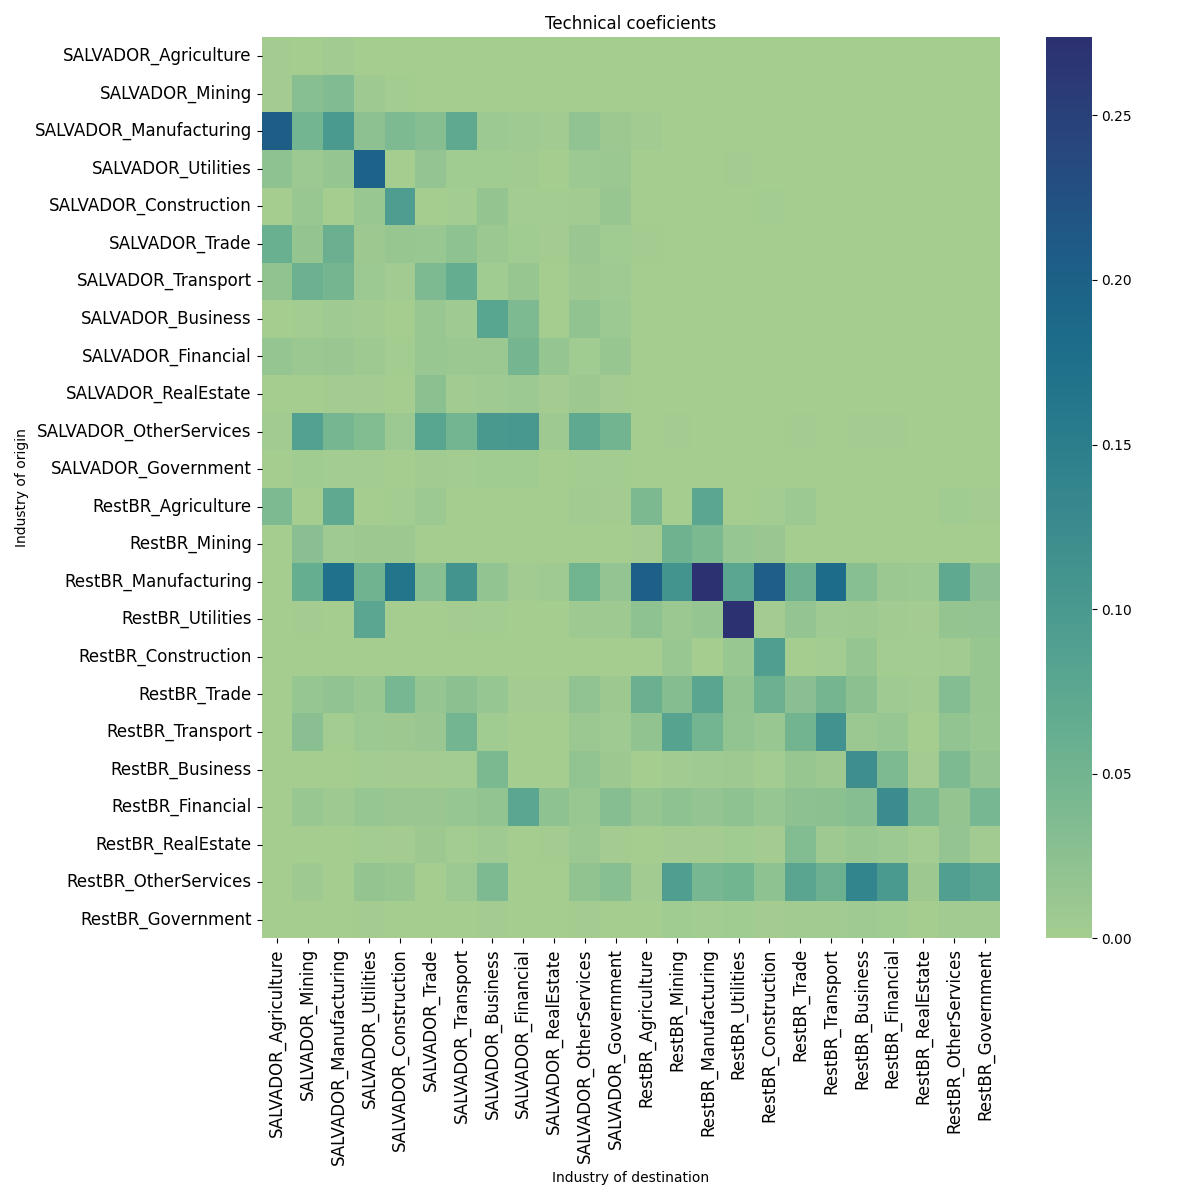 Technical coeficients
Industry of origin
SALVADOR_Agriculture
SALVADOR_Mining
SALVADOR_Manufacturing
SALVADOR_Utilities
SALVADOR_Construction
SALVADOR_Trade
SALVADOR_Transport
SALVADOR_Business
SALVADOR_Financial
SALVADOR_RealEstate
SALVADOR_OtherServices
SALVADOR_Government
RestBR_Agriculture
RestBR_Mining
RestBR_Manufacturing
RestBR_Utilities
RestBR_Construction
RestBR_Trade
RestBR_Transport
RestBR_Business
RestBR_Financial
RestBR_RealEstate
RestBR_OtherServices
RestBR_Government
SALVADOR_Agriculture
SALVADOR_Mining
SALVADOR_Manufacturing
SALVADOR_Utilities
SALVADOR_Construction
SALVADOR_Trade
SALVADOR_Transport
SALVADOR_Business
SALVADOR_Financial
SALVADOR_RealEstate
SALVADOR_OtherServices
SALVADOR_Government
RestBR_Agriculture
RestBR_Mining
RestBR_Manufacturing
RestBR_Utilities
RestBR_Construction
RestBR_Trade
RestBR_Transport
RestBR_Business
RestBR_Financial
RestBR_RealEstate
RestBR_OtherServices
RestBR_Government
Industry of destination
0.25
0.20
0.15
0.10
0.05
0.00